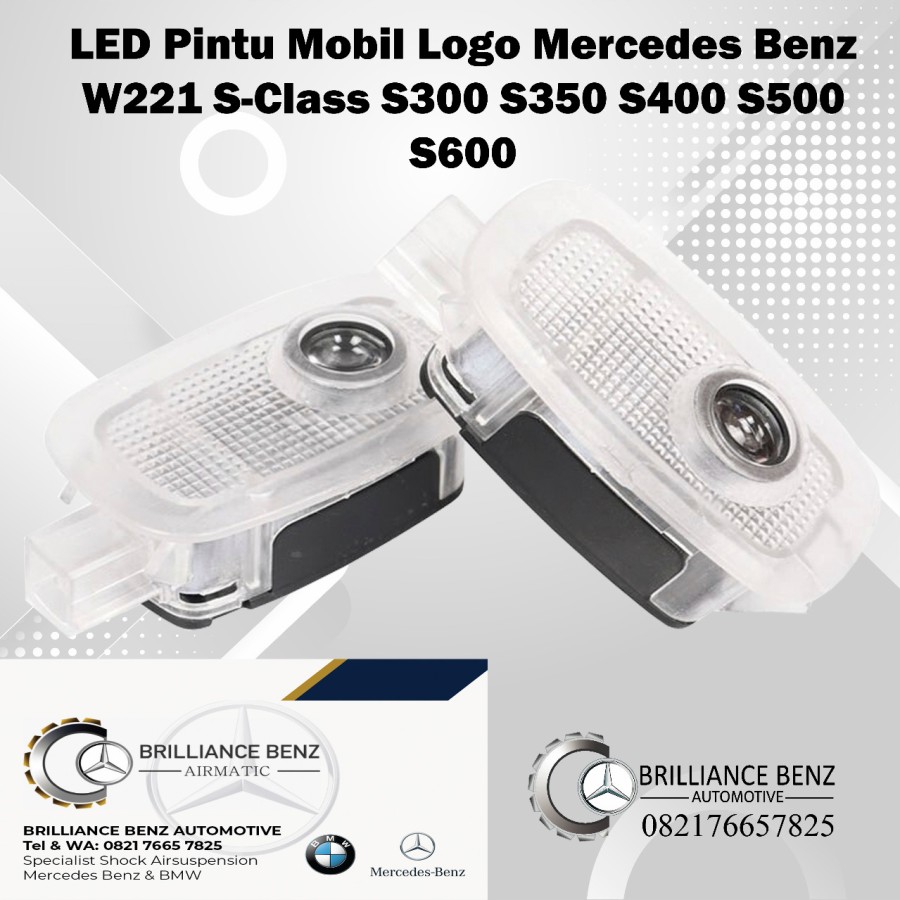 LED Pintu Mobil Logo Mercedes Benz
W221 S-Class S300 S350 S400 S500
S600
BRILLIANCE BENZ
AIRMATIC
BRILLIANCE BENZ AUTOMOTIVE
Tel & WA: 0821 7665 7825
Specialist Shock Airsuspension
Mercedes Benz & BMW
BMW
Mercedes-Benz
BRILLIANCE BENZ
AUTOMOTIVE
082176657825